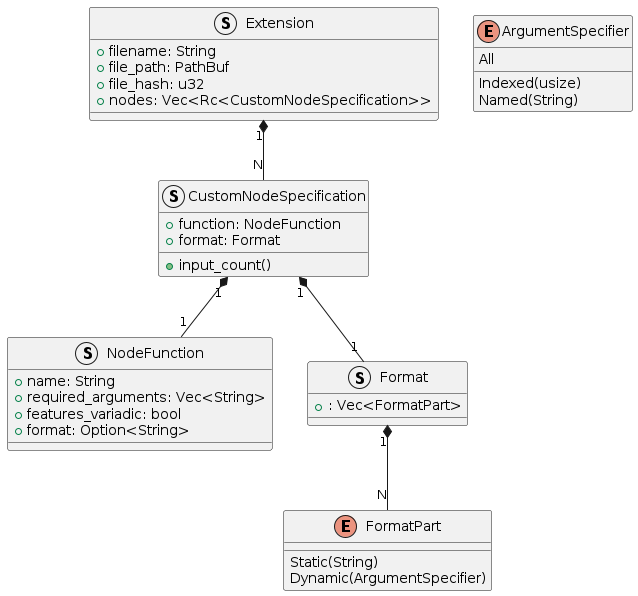 S Extension
filename: String
file_path: PathBuf
file_hash: u32
nodes: Vec<Rc<CustomNodeSpecification>>
E ArgumentSpecifier
All
Indexed(usize)
Named(String)
1
N
S CustomNodeSpecification
function: NodeFunction
format: Format
input_count()
1
1
1
1
S NodeFunction
name: String
required_arguments: Vec<String>
features_variadic: bool
format: Option<String>
S Format
: Vec<FormatPart>
1
N
E FormatPart
Static(String)
Dynamic(ArgumentSpecifier)